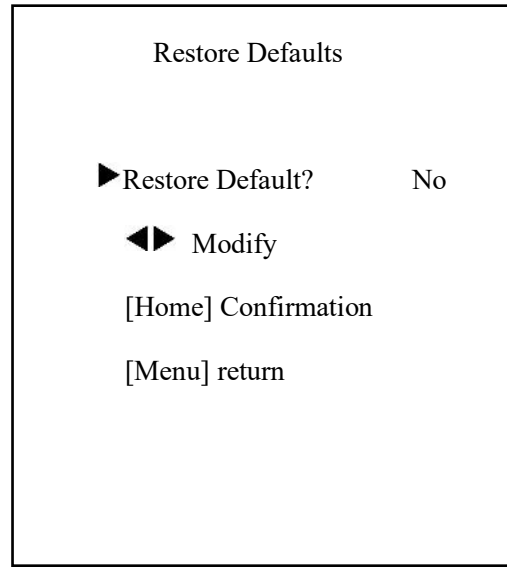 Restore Defaults
▶Restore Default? No
◀▶ Modify
[Home] Confirmation
[Menu] return